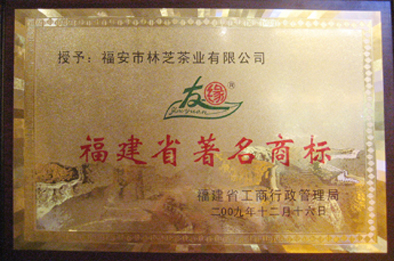 授予：福安市林芝茶业有限公司
友缘®
福建省著名商标
福建省工商行政管理局
二00九年十二月十六日